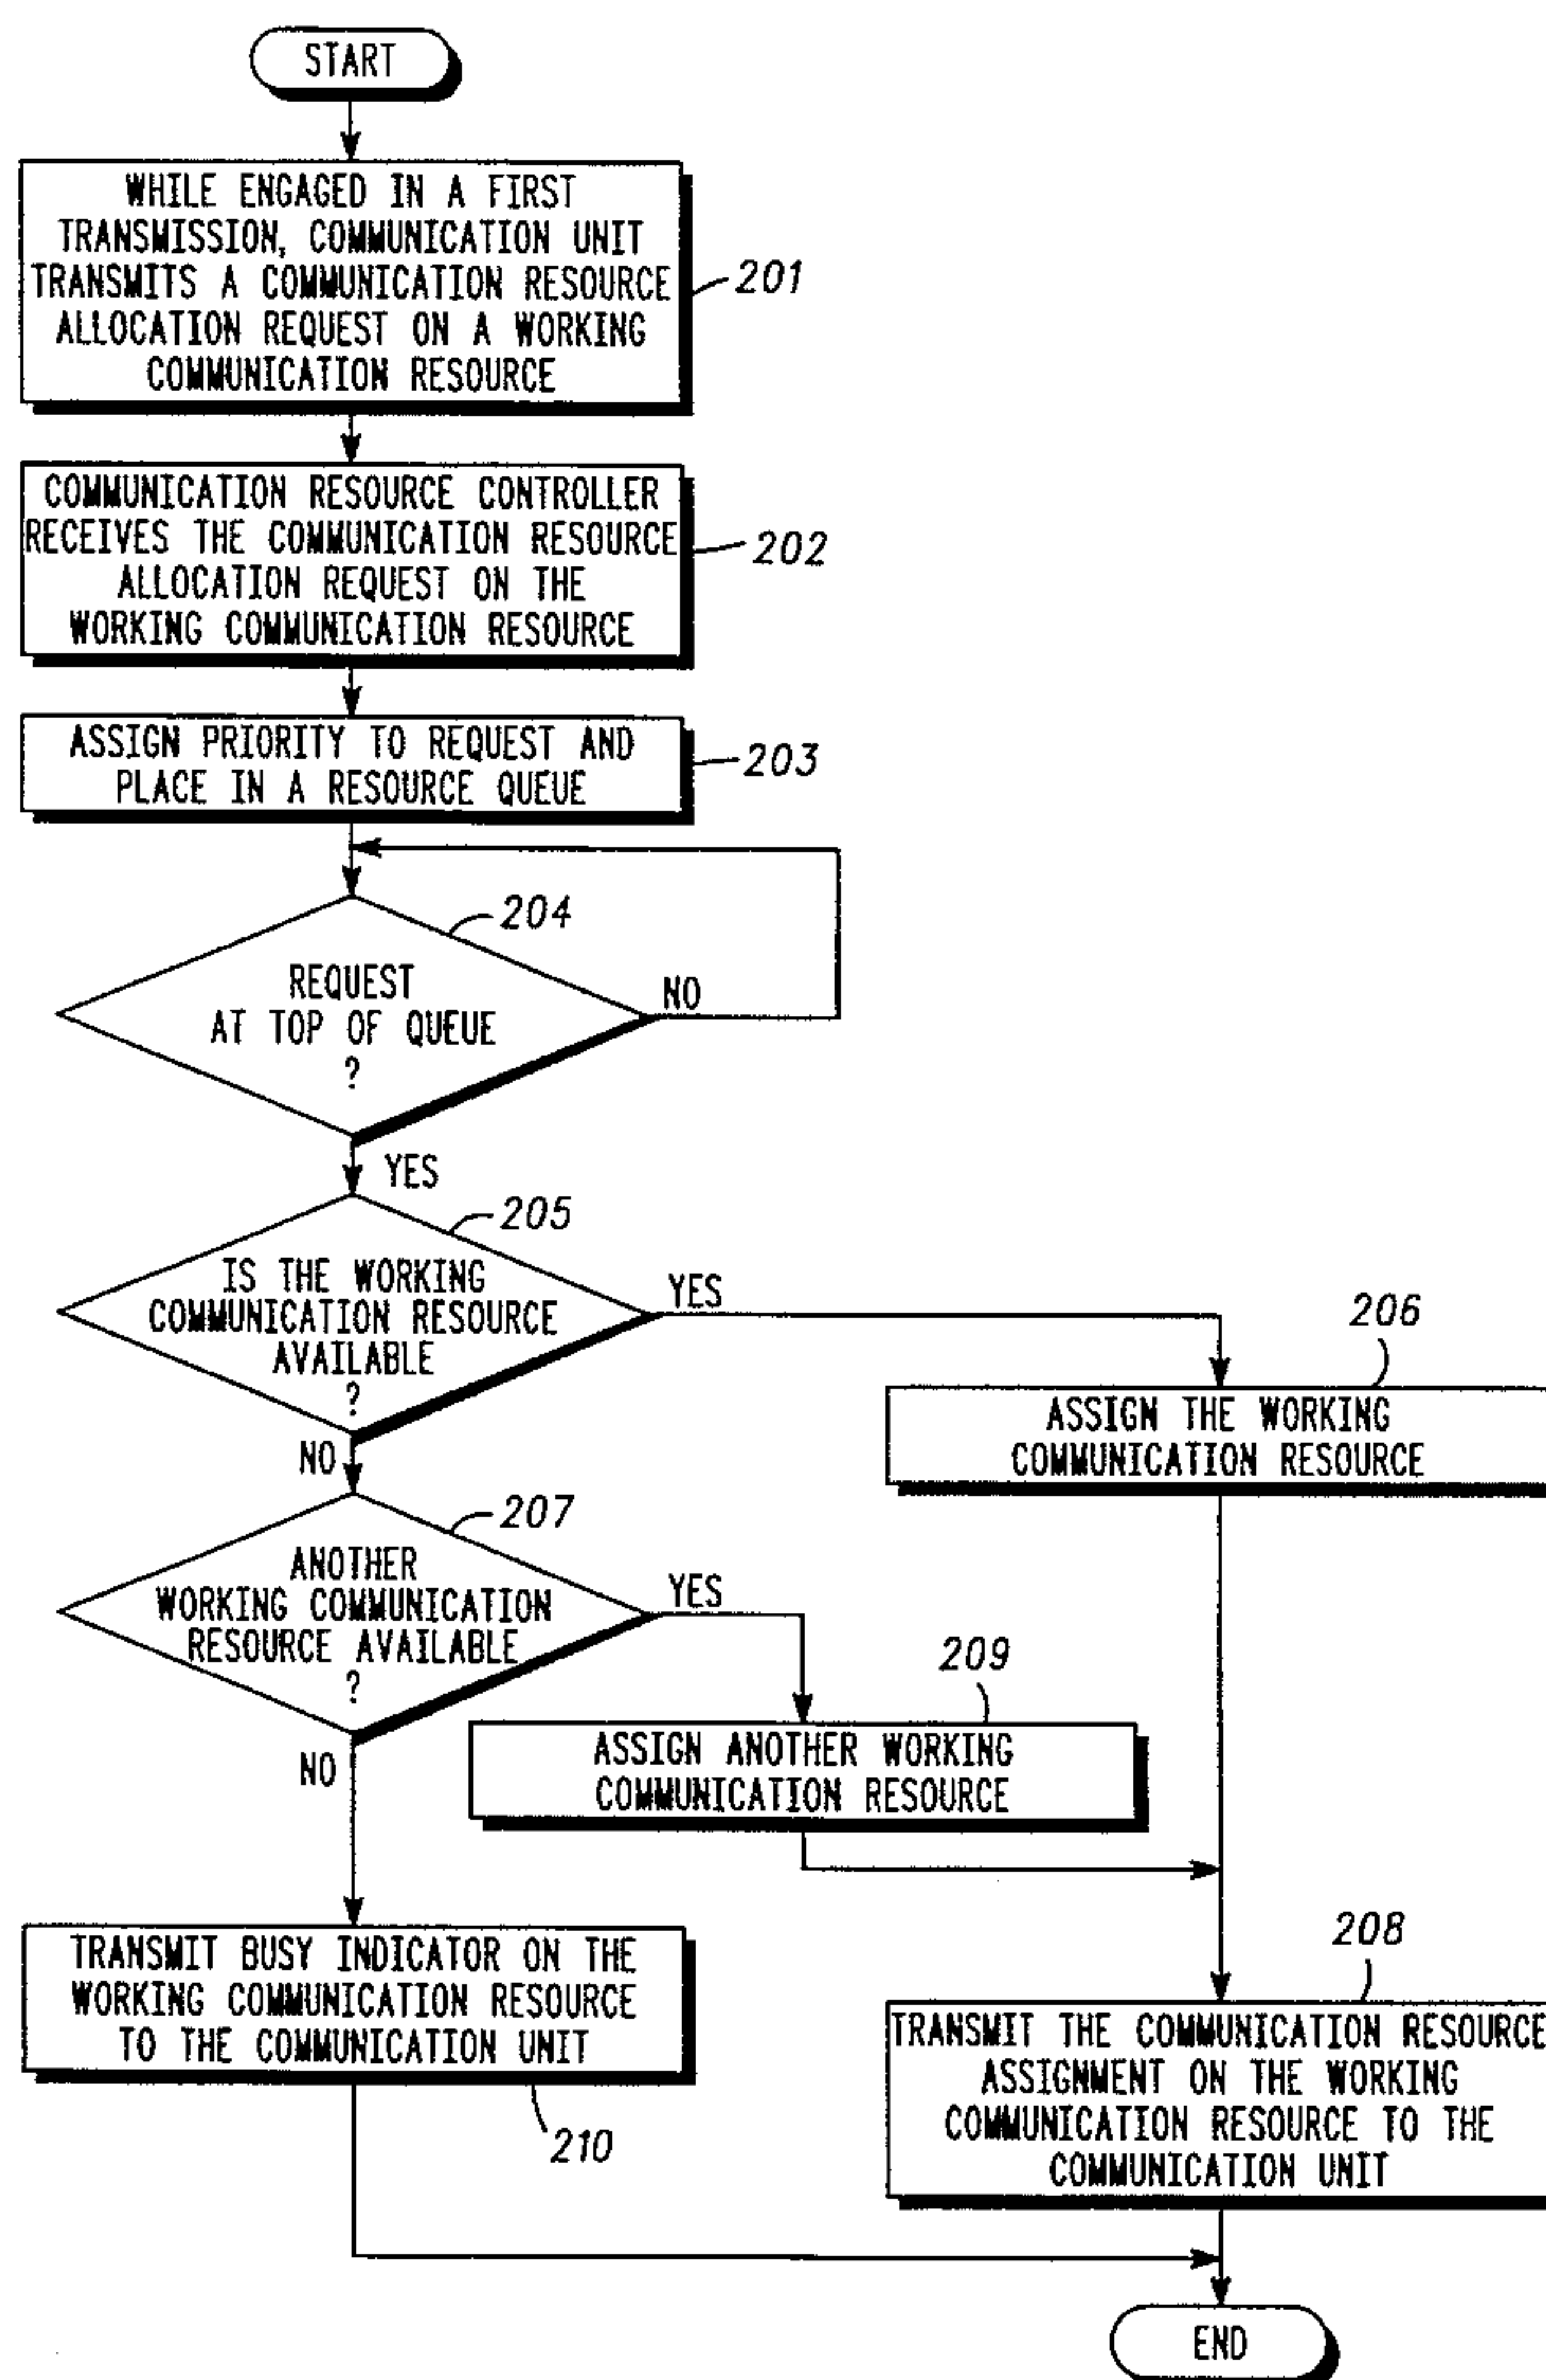 START
WHILE ENGAGED IN A FIRST
TRANSMISSION, COMMUNICATION UNIT
TRANSMITS A COMMUNICATION RESOURCE
ALLOCATION REQUEST ON A WORKING
COMMUNICATION RESOURCE
201
COMMUNICATION RESOURCE CONTROLLER
RECEIVES THE COMMUNICATION RESOURCE
ALLOCATION REQUEST ON THE
WORKING COMMUNICATION RESOURCE
202
ASSIGN PRIORITY TO REQUEST AND
PLACE IN A RESOURCE QUEUE
203
204
REQUEST
AT TOP OF QUEUE
?
NO
YES
205
IS THE WORKING
COMMUNICATION RESOURCE
AVAILABLE
?
YES
NO
206
ASSIGN THE WORKING
COMMUNICATION RESOURCE
207
ANOTHER
WORKING COMMUNICATION
RESOURCE AVAILABLE
?
YES
NO
209
ASSIGN ANOTHER WORKING
COMMUNICATION RESOURCE
TRANSMIT BUSY INDICATOR ON THE
WORKING COMMUNICATION RESOURCE
TO THE COMMUNICATION UNIT
210
208
TRANSMIT THE COMMUNICATION RESOURCE
ASSIGNMENT ON THE WORKING
COMMUNICATION RESOURCE TO THE
COMMUNICATION UNIT
END